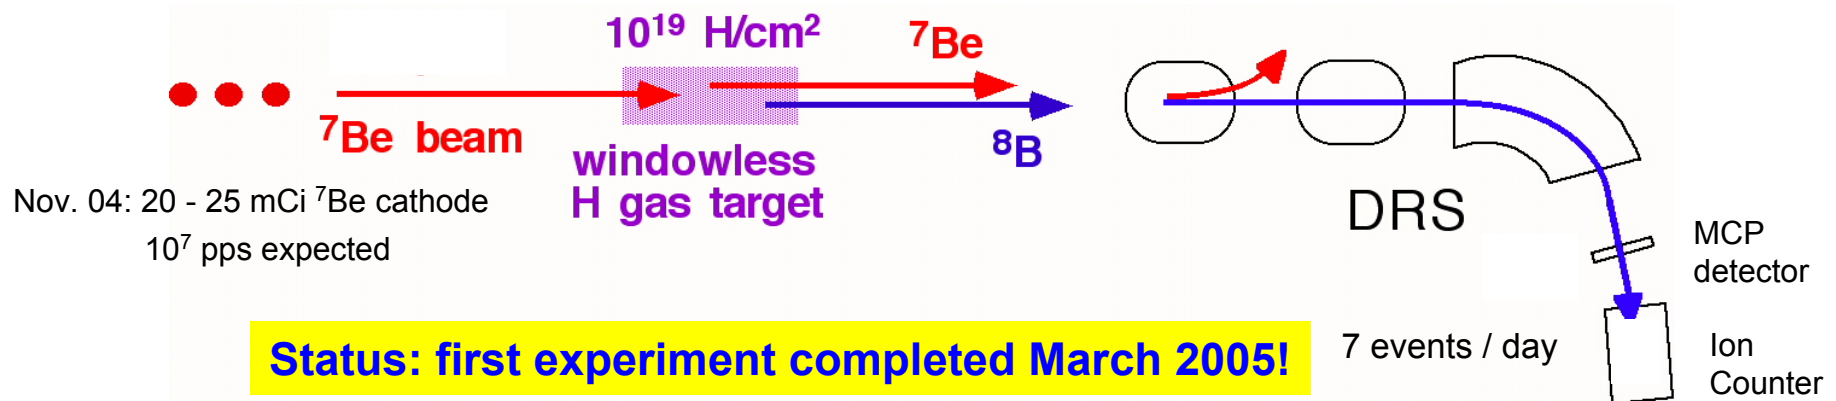 10¹⁹ H/cm²
⁷Be
⁷Be beam
⁸B
windowless
H gas target
Nov. 04: 20 - 25 mCi ⁷Be cathode
10⁷ pps expected
DRS
MCP
detector
Status: first experiment completed March 2005!
7 events / day
Ion
Counter